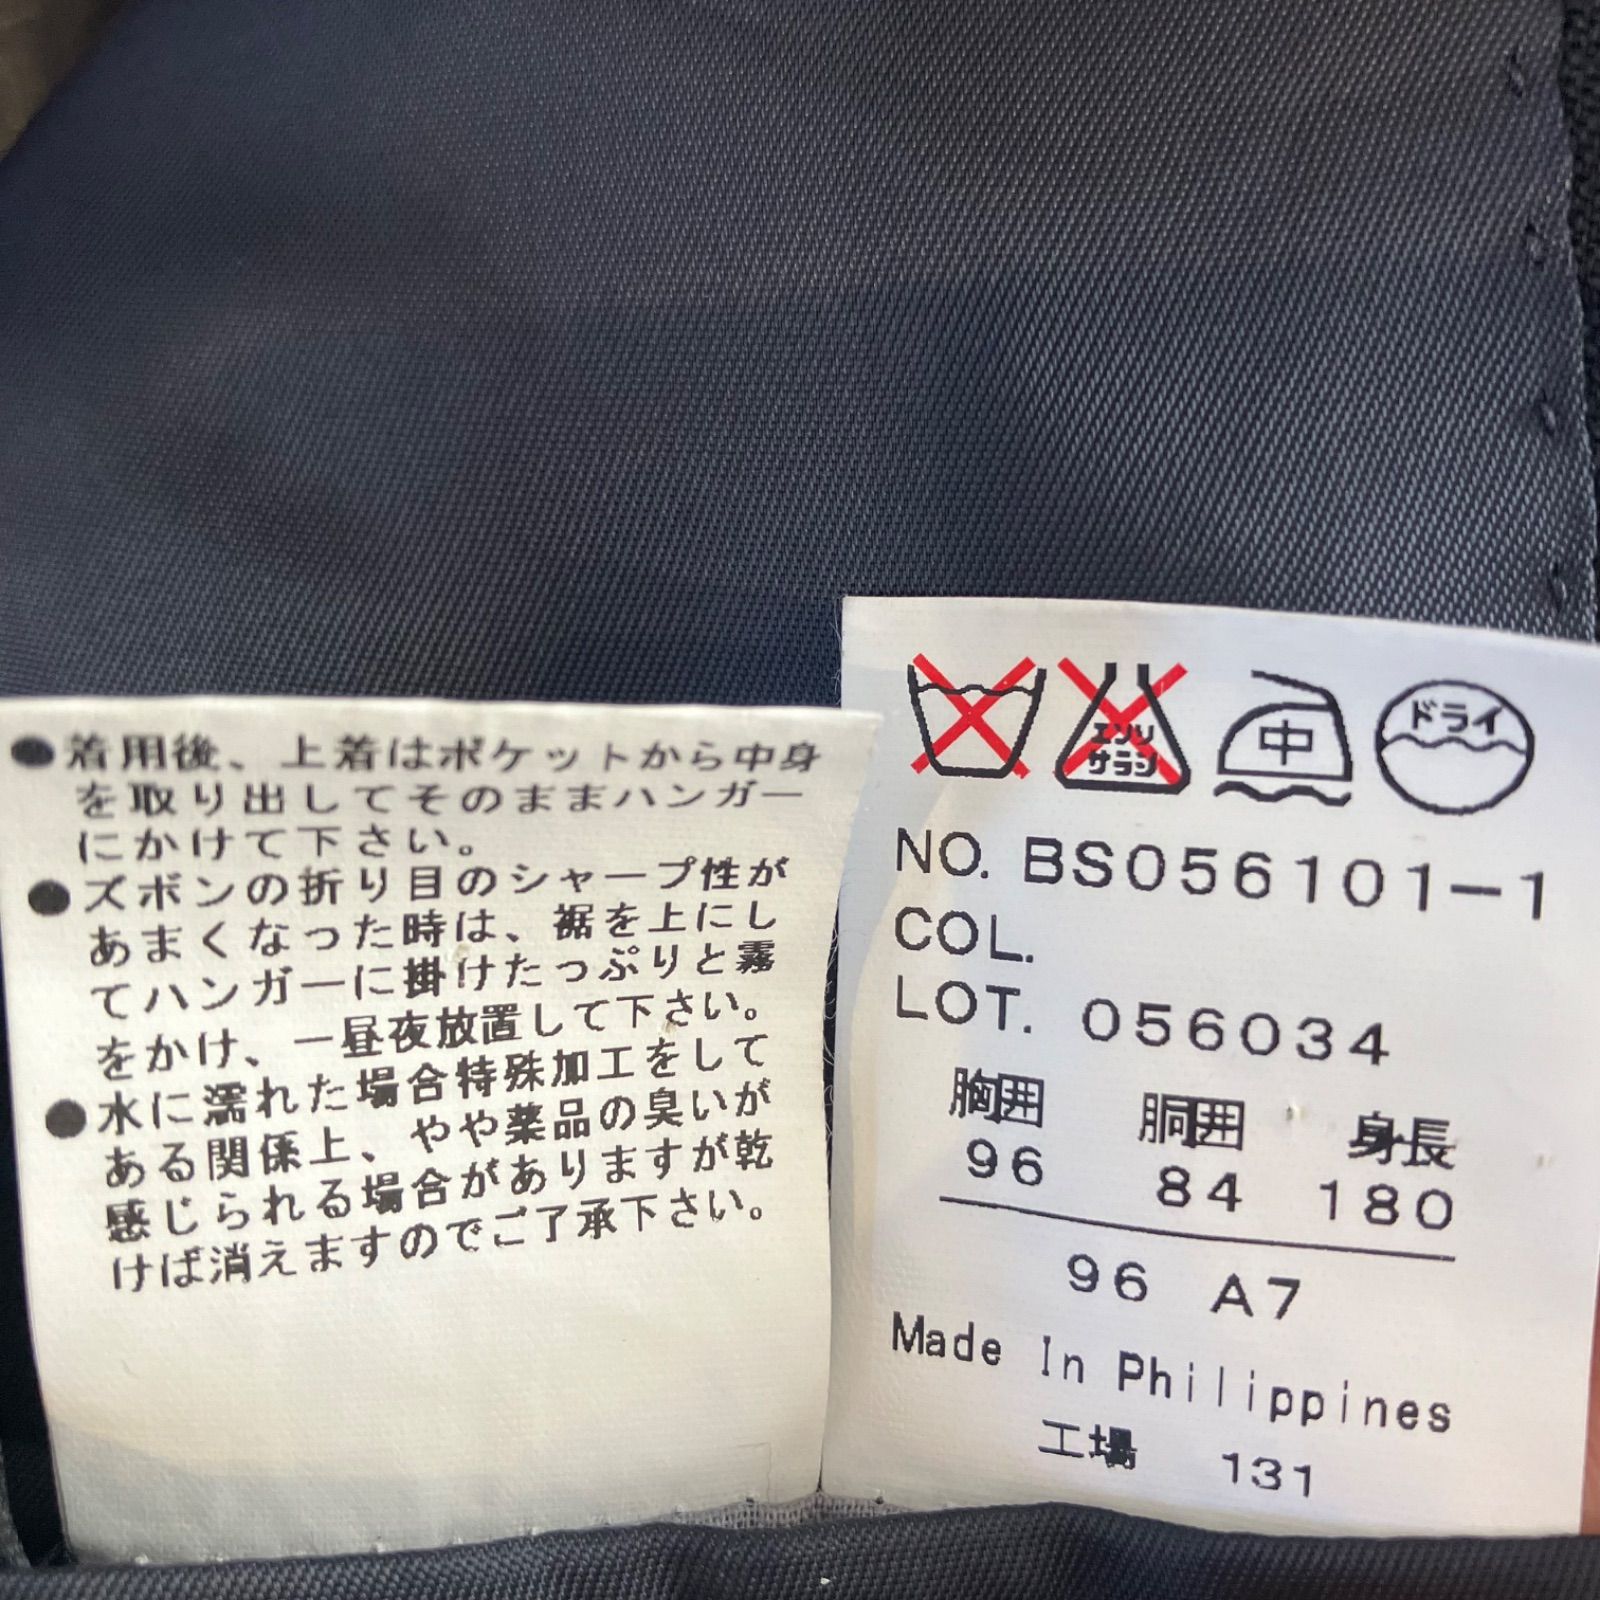 ●着用後、上着はポケットから中身
を取り出してそのままハンガー
にかけて下さい。
●ズボンの折り目のシャープ性が
あまくなった時は、裾を上にし
てハンガーに掛けたっぷりと霧
をかけ、一昼夜放置して下さい。
●水に濡れた場合特殊加工をして
ある関係上、やや薬品の臭いが
感じられる場合がありますが乾
けば消えますのでご了承下さい。
エンソ
サラシ
中
ドライ
NO. BS056101-1
COL.
LOT. 056034
胸囲 胴囲 身長
96 84 180
96 A7
Made In Philippines
工場 131